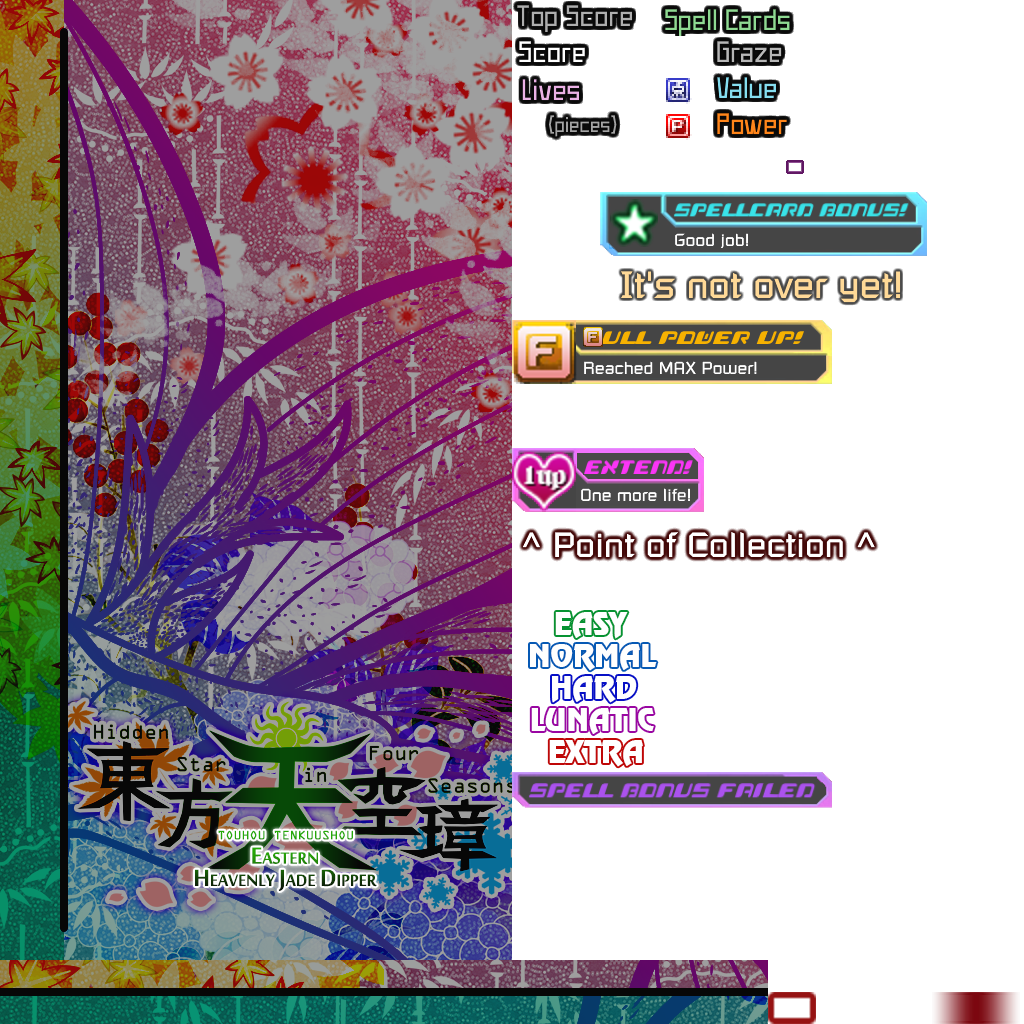 Top Score
Spell Cards
Score
Graze
Lives
Value
(pieces)
P
Power
SPELLCARD BONUS!
Good job!
It's not over yet!
F
FULL POWER UP!
Reached MAX Power!
1up
EXTEND!
One more life!
^ Point of Collection ^
EASY
NORMAL
HARD
LUNATIC
EXTRA
SPELL BONUS FAILED
Hidden
Star
in
Four
Seasons
東方天空璋
TOUHOU TENKUUSHOU
EASTERN
HEAVENLY JADE DIPPER